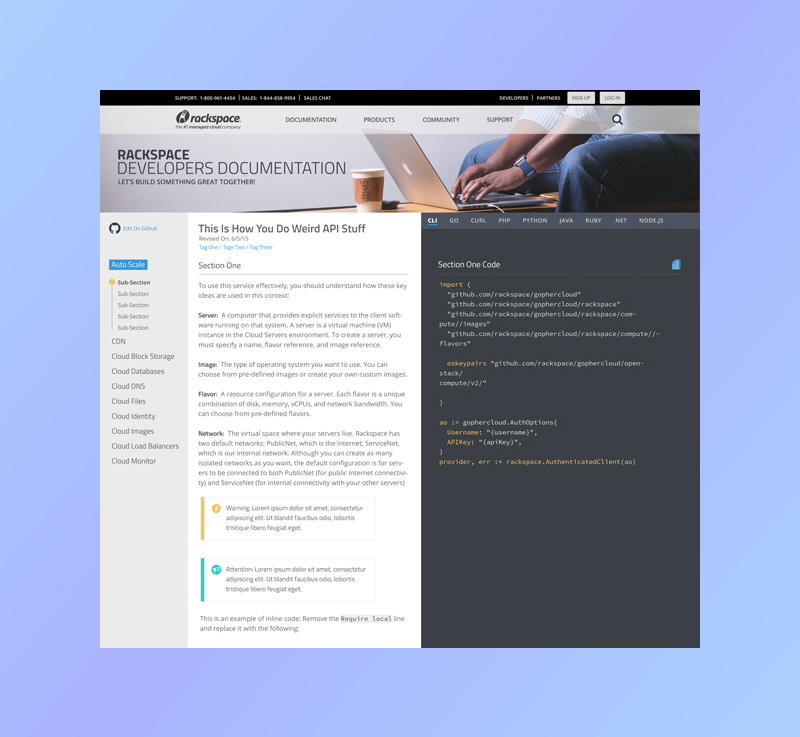 SUPPORT: 1-800-961-4454 | SALES: 1-844-858-9954 | SALES CHAT
DEVELOPERS | PARTNERS SIGN UP LOG IN
rackspace.
the #1 managed cloud company
DOCUMENTATION PRODUCTS COMMUNITY SUPPORT
RACKSPACE
DEVELOPERS DOCUMENTATION
LET'S BUILD SOMETHING GREAT TOGETHER!
Edit On Github
Auto Scale
Sub-Section
Sub-Section
Sub-Section
Sub-Section
Sub-Section
CDN
Cloud Block Storage
Cloud Databases
Cloud DNS
Cloud Files
Cloud Identity
Cloud Images
Cloud Load Balancers
Cloud Monitor
This Is How You Do Weird API Stuff
Revised On: 6/5/15
Tag One / Tage Two / Tag Three
Section One
To use this service effectively, you should understand how these key
ideas are used in this context:
Server: A computer that provides explicit services to the client soft-
ware running on that system. A server is a virtual machine (VM)
instance in the Cloud Servers environment. To create a server, you
must specify a name, flavor reference, and image reference.
Image: The type of operating system you want to use. You can
choose from pre-defined images or create your own custom images.
Flavor: A resource configuration for a server. Each flavor is a unique
combination of disk, memory, vCPUs, and network bandwidth. You
can choose from pre-defined flavors.
Network: The virtual space where your servers live. Rackspace has
two default networks: PublicNet, which is the Internet; ServiceNet,
which is our internal network. Although you can create as many
isolated networks as you want, the default configuration is for serv-
ers to be connected to both PublicNet (for public Internet connectivi-
ty) and ServiceNet (for internal connectivity with your other servers)
Warning: Lorem ipsum dolor sit amet, consectetur
adipiscing elit. Ut blandit faucibus odio, lobortis
tristique libero feugiat eget.
Attention: Lorem ipsum dolor sit amet, consectetur
adipiscing elit. Ut blandit faucibus odio, lobortis
tristique libero feugiat eget.
This is an example of inline code: Remove the Require local line
and replace it with the following:
CLI GO CURL PHP PYTHON JAVA RUBY .NET NODE.JS
Section One Code
import (
"github.com/rackspace/gophercloud"
"github.com/rackspace/gophercloud/rackspace"
"github.com/rackspace/gophercloud/rackspace/com-
pute//images"
"github.com/rackspace/gophercloud/rackspace/compute//-
flavors"
oskeypairs "github.com/rackspace/gophercloud/open-
stack/
compute/v2/"
)
ao := gophercloud.AuthOptions{
Username: "{username}",
APIKey: "{apiKey}",
}
provider, err := rackspace.AuthenticatedClient(ao)